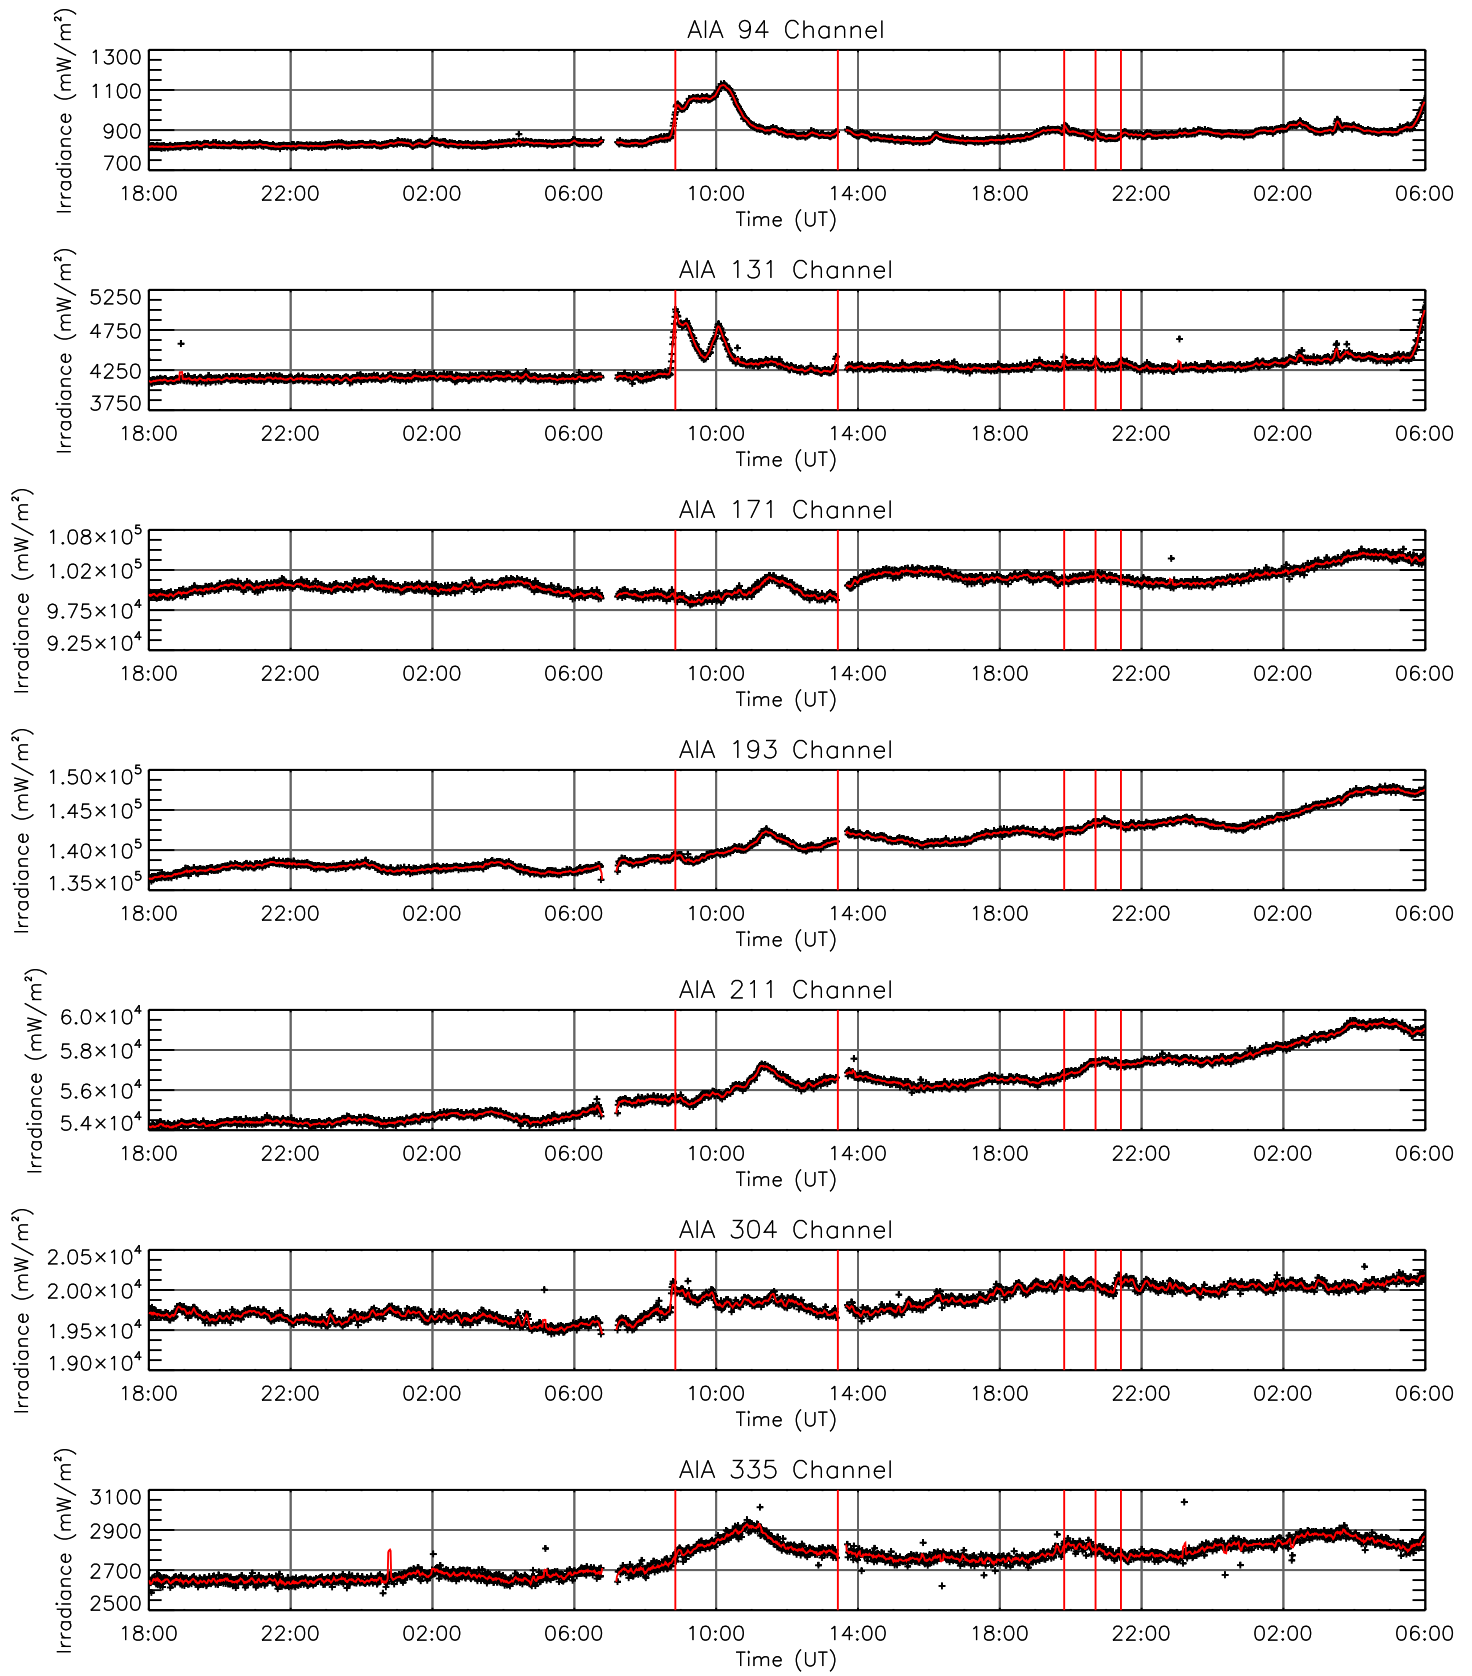 AIA 94 Channel
Irradiance (mW/m²)
1300
1100
900
700
18:00 22:00 02:00 06:00 10:00 14:00 18:00 22:00 02:00 06:00
Time (UT)
AIA 131 Channel
Irradiance (mW/m²)
5250
4750
4250
3750
18:00 22:00 02:00 06:00 10:00 14:00 18:00 22:00 02:00 06:00
Time (UT)
AIA 171 Channel
Irradiance (mW/m²)
1.08×10⁵
1.02×10⁵
9.75×10⁴
9.25×10⁴
18:00 22:00 02:00 06:00 10:00 14:00 18:00 22:00 02:00 06:00
Time (UT)
AIA 193 Channel
Irradiance (mW/m²)
1.50×10⁵
1.45×10⁵
1.40×10⁵
1.35×10⁵
18:00 22:00 02:00 06:00 10:00 14:00 18:00 22:00 02:00 06:00
Time (UT)
AIA 211 Channel
Irradiance (mW/m²)
6.0×10⁴
5.8×10⁴
5.6×10⁴
5.4×10⁴
18:00 22:00 02:00 06:00 10:00 14:00 18:00 22:00 02:00 06:00
Time (UT)
AIA 304 Channel
Irradiance (mW/m²)
2.05×10⁴
2.00×10⁴
1.95×10⁴
1.90×10⁴
18:00 22:00 02:00 06:00 10:00 14:00 18:00 22:00 02:00 06:00
Time (UT)
AIA 335 Channel
Irradiance (mW/m²)
3100
2900
2700
2500
18:00 22:00 02:00 06:00 10:00 14:00 18:00 22:00 02:00 06:00
Time (UT)